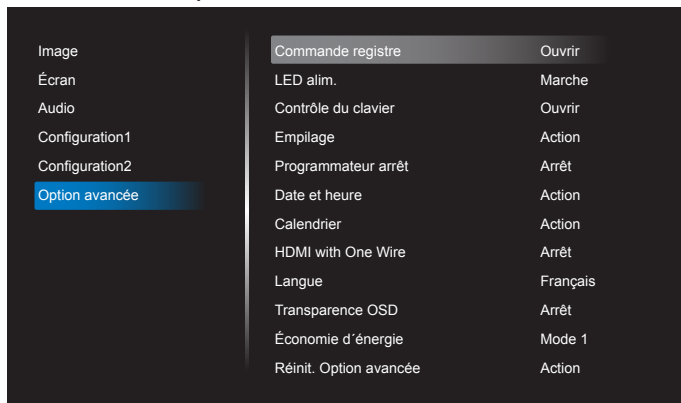 Image
Écran
Audio
Configuration1
Configuration2
Option avancée
Commande registre Ouvrir
LED alim. Marche
Contrôle du clavier Ouvrir
Empilage Action
Programmateur arrêt Arrêt
Date et heure Action
Calendrier Action
HDMI with One Wire Arrêt
Langue Français
Transparence OSD Arrêt
Économie d´énergie Mode 1
Réinit. Option avancée Action